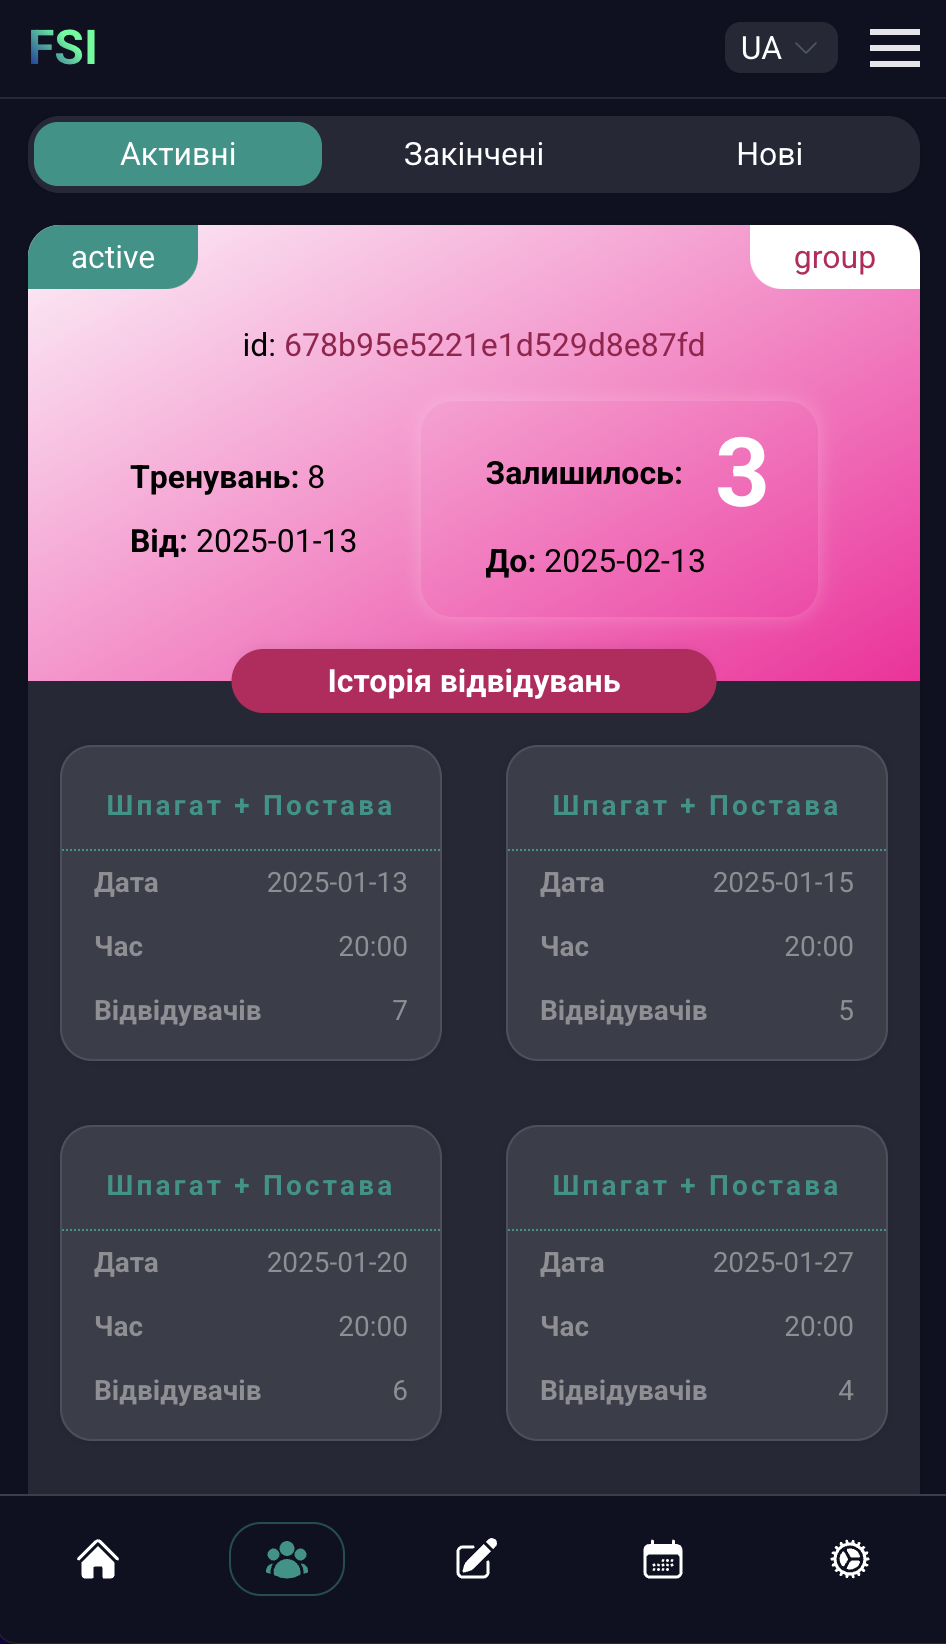 FSI
UA
Активні Закінчені Нові
active
group
id: 678b95e5221e1d529d8e87fd
Тренувань: 8
Від: 2025-01-13
Залишилось: 3
До: 2025-02-13
Історія відвідувань
Шпагат + Постава
Дата 2025-01-13
Час 20:00
Відвідувачів 7
Шпагат + Постава
Дата 2025-01-15
Час 20:00
Відвідувачів 5
Шпагат + Постава
Дата 2025-01-20
Час 20:00
Відвідувачів 6
Шпагат + Постава
Дата 2025-01-27
Час 20:00
Відвідувачів 4